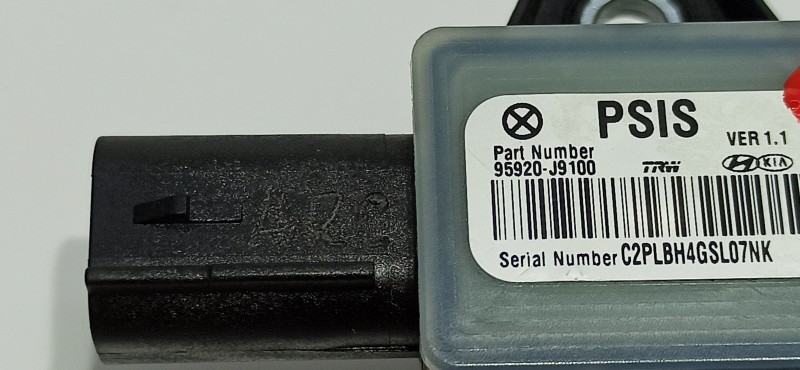 PSIS
VER 1.1
Part Number
95920-J9100
TRW
KIA
Serial Number C2PLBH4GSL07NK